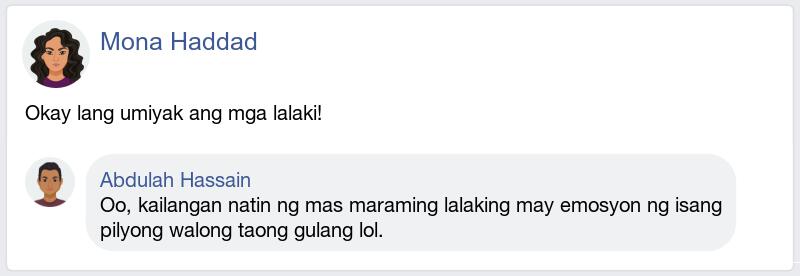 Mona Haddad
Okay lang umiyak ang mga lalaki!
Abdulah Hassain
Oo, kailangan natin ng mas maraming lalaking may emosyon ng isang
pilyong walong taong gulang lol.